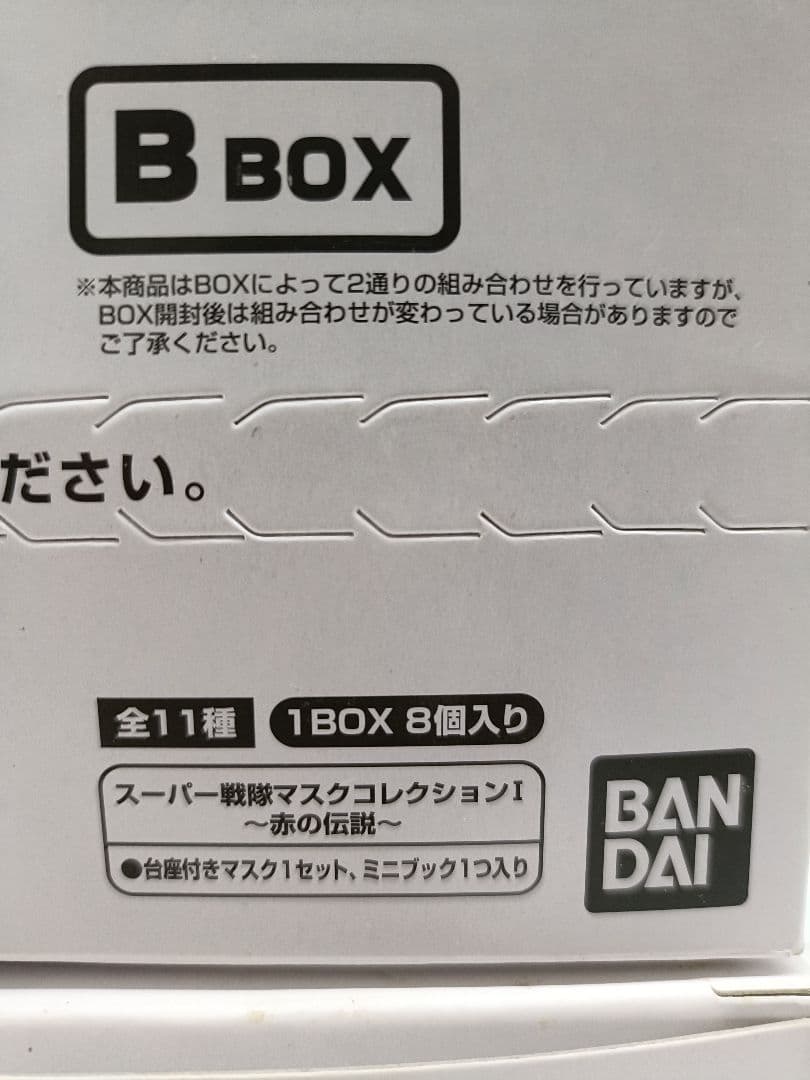 B BOX
※本商品はBOXによって2通りの組み合わせを行っていますが、
BOX開封後は組み合わせが変わっている場合がありますので
ご了承ください。
ださい。
全11種 1BOX 8個入り
スーパー戦隊マスクコレクションI
～赤の伝説～
●台座付きマスク1セット、ミニブック1つ入り
BAN
DAI